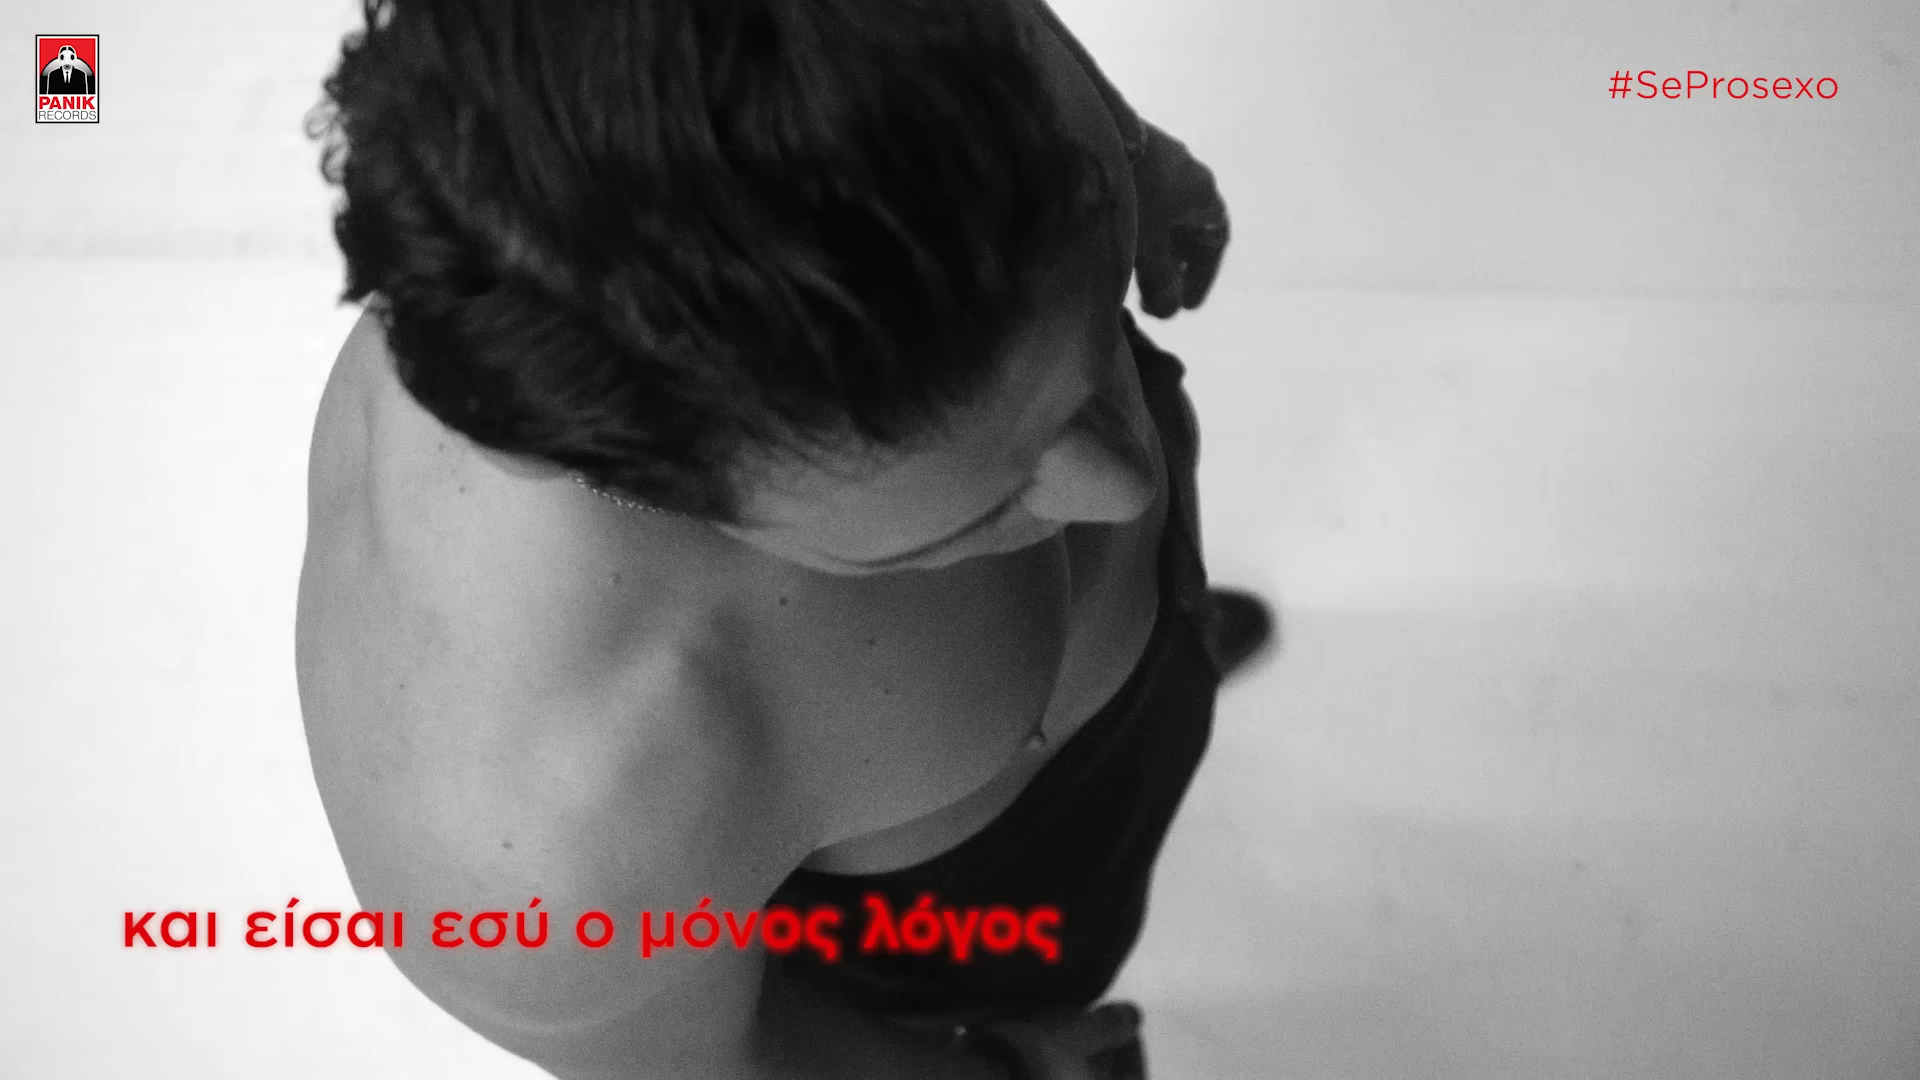 PANIK
RECORDS
#SeProsexo
και είσαι εσύ ο μόνος λόγος